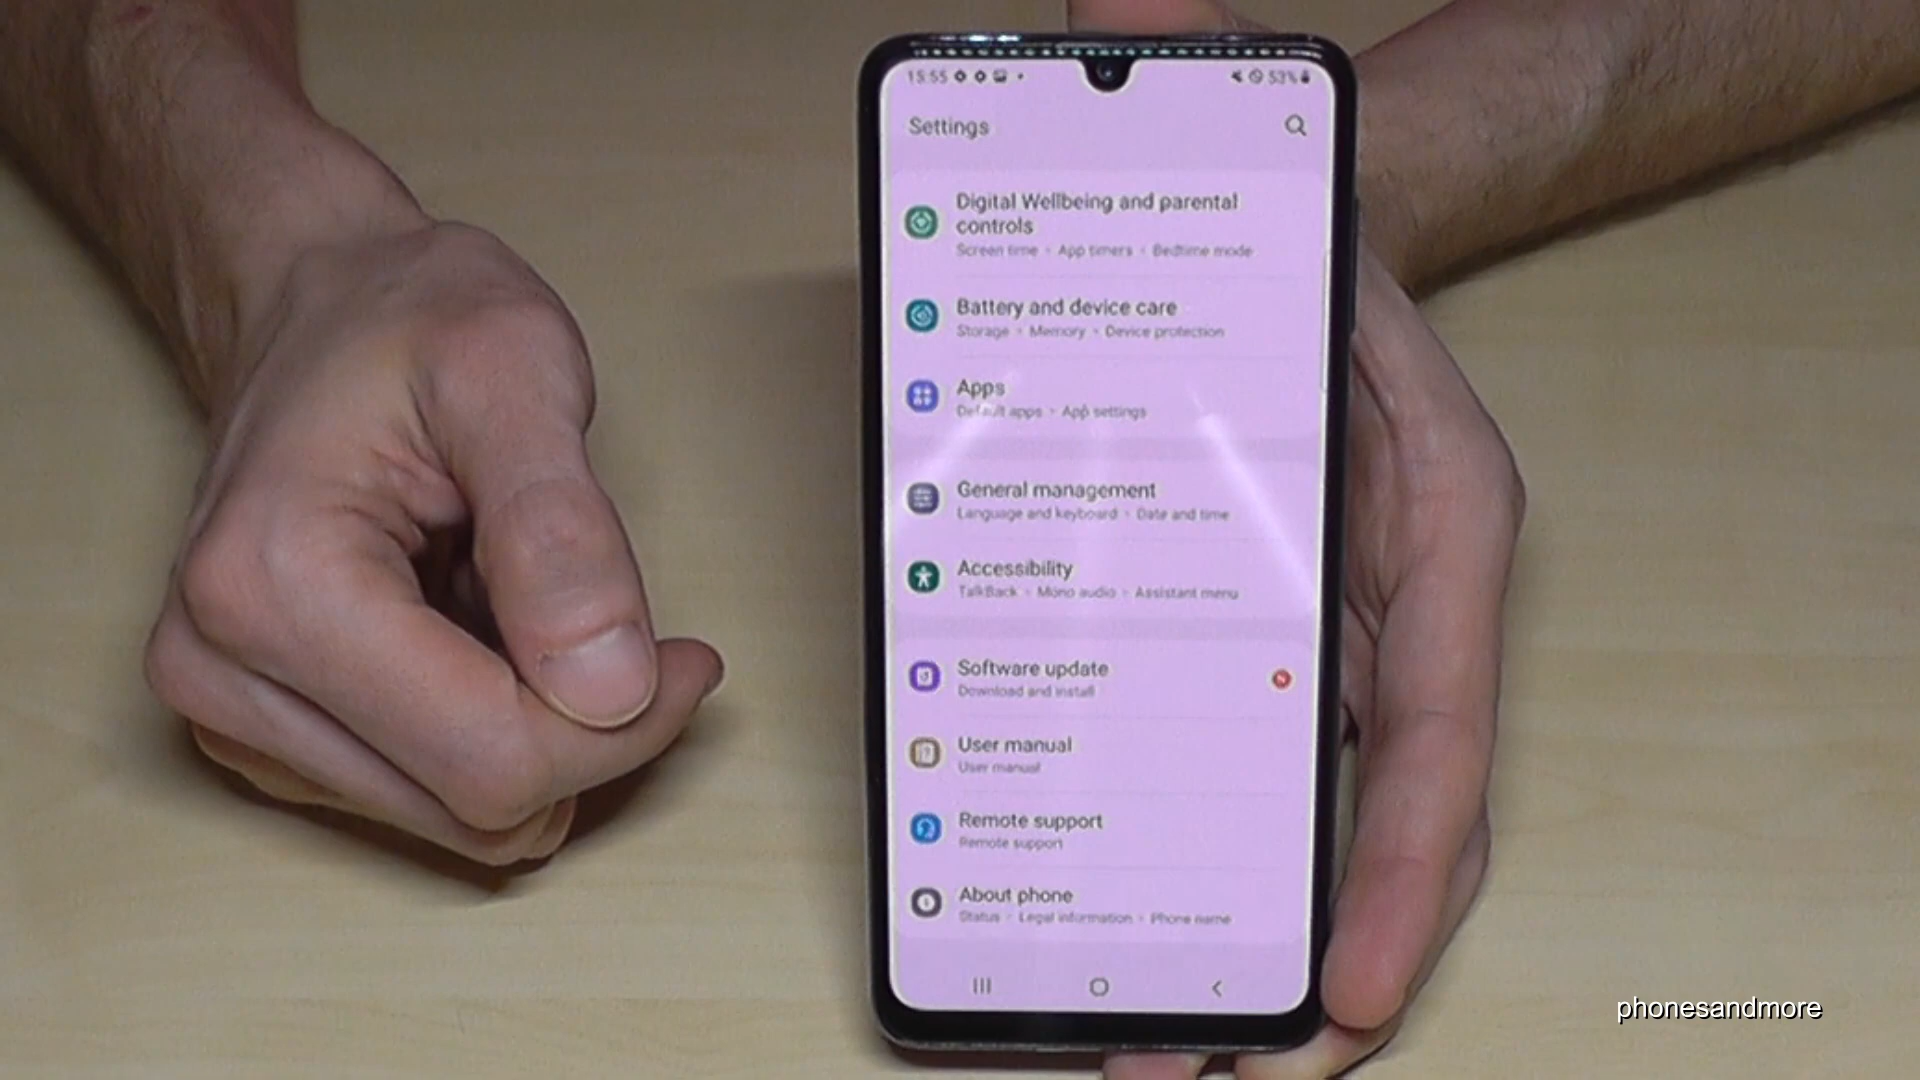 15:55 53%
Settings
Digital Wellbeing and parental
controls
Screen time • App timers • Bedtime mode
Battery and device care
Storage • Memory • Device protection
Apps
Default apps • App settings
General management
Language and keyboard • Date and time
Accessibility
TalkBack • Mono audio • Assistant menu
Software update
Download and install
N
User manual
User manual
Remote support
Remote support
About phone
Status • Legal information • Phone name
phonesandmore